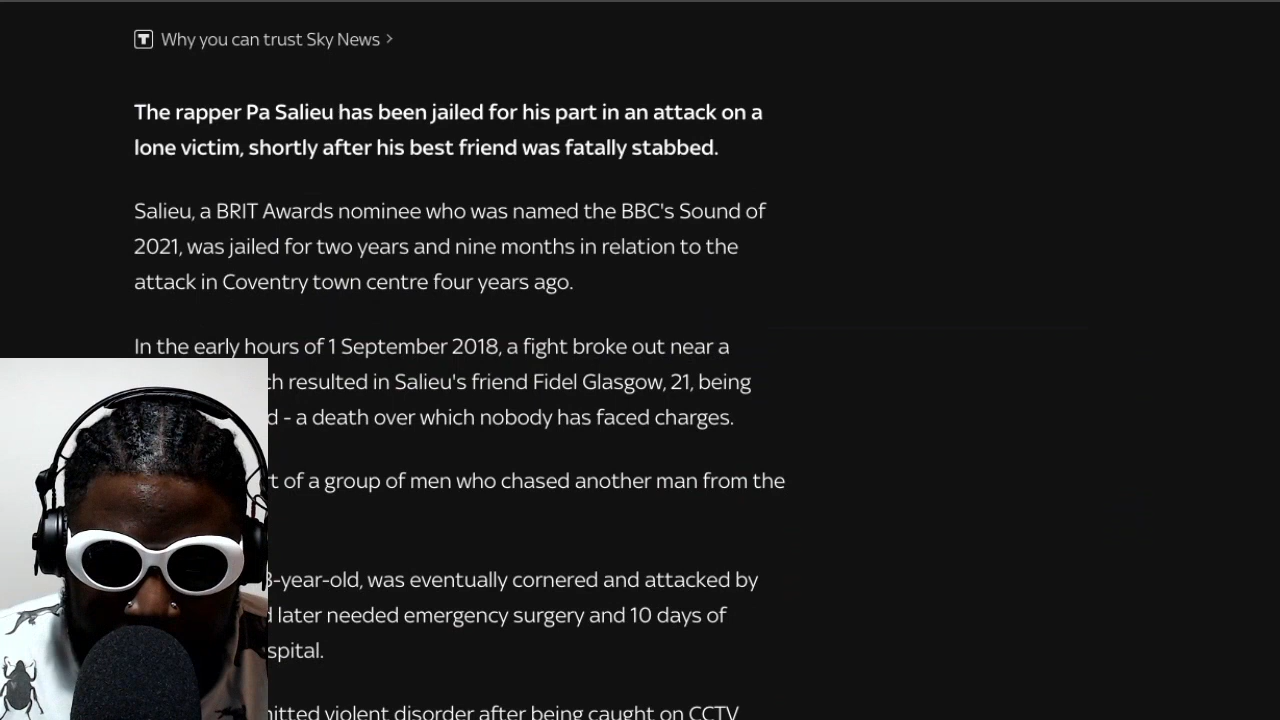 Why you can trust Sky News >
The rapper Pa Salieu has been jailed for his part in an attack on a
lone victim, shortly after his best friend was fatally stabbed.
Salieu, a BRIT Awards nominee who was named the BBC's Sound of
2021, was jailed for two years and nine months in relation to the
attack in Coventry town centre four years ago.
In the early hours of 1 September 2018, a fight broke out near a
resulted in Salieu's friend Fidel Glasgow, 21, being
- a death over which nobody has faced charges.
of a group of men who chased another man from the
-year-old, was eventually cornered and attacked by
later needed emergency surgery and 10 days of
spital.
itted violent disorder after being caught on CCTV